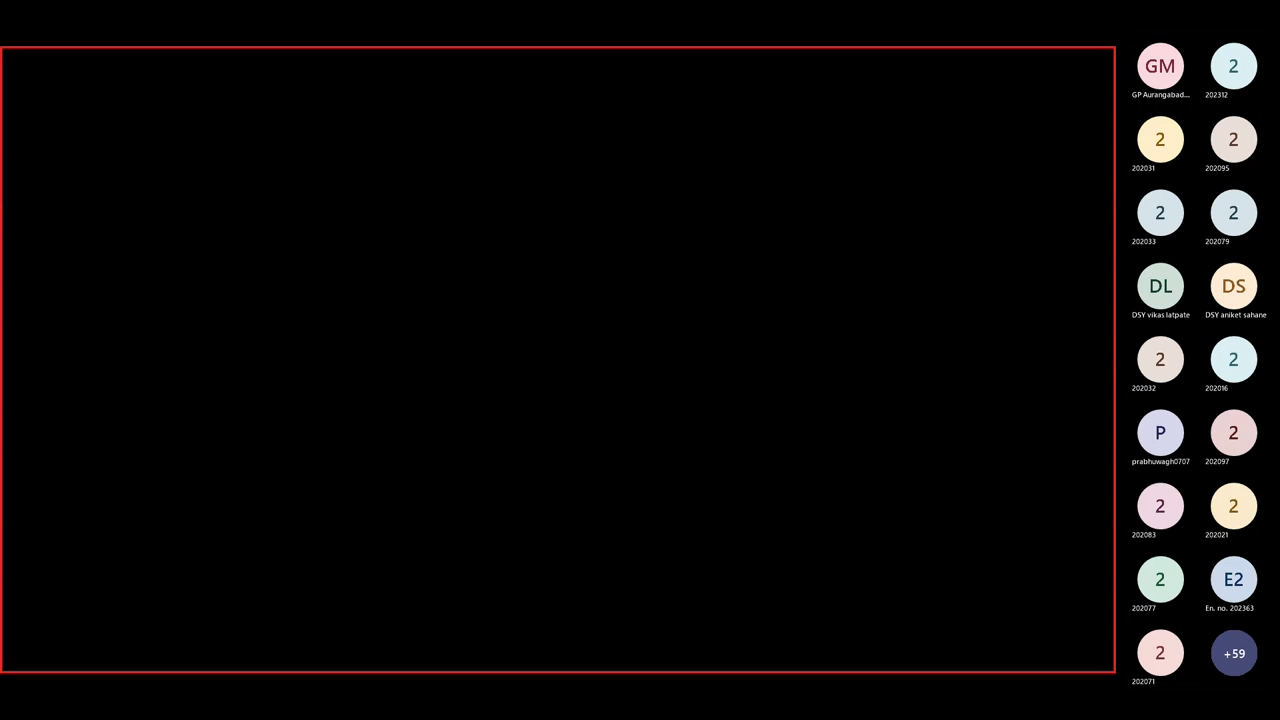 GM 2
GP Aurangabad... 202312
2 2
202031 202095
2 2
202033 202079
DL DS
DSY vikas latpate DSY aniket sahane
2 2
202032 202016
P 2
prabhuwagh0707 202097
2 2
202083 202021
2 E2
202077 En. no. 202363
2 +59
202071